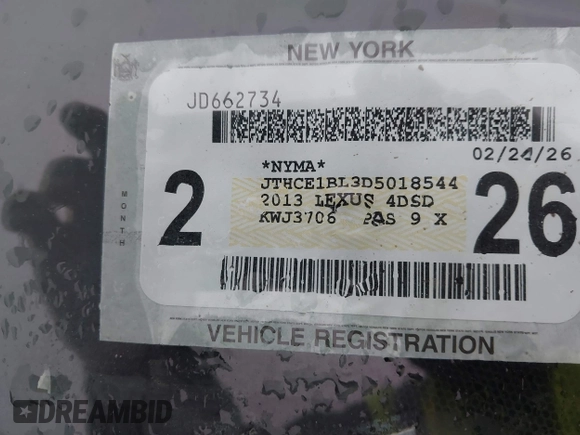 NEW YORK
JD662734
02/24/26
*NYMA*
JTHCE1BL3D5018544
2013 LEXUS 4DSD
KWJ3706 PAS 9 X
2
MONTH
26
VEHICLE REGISTRATION
DREAMBID